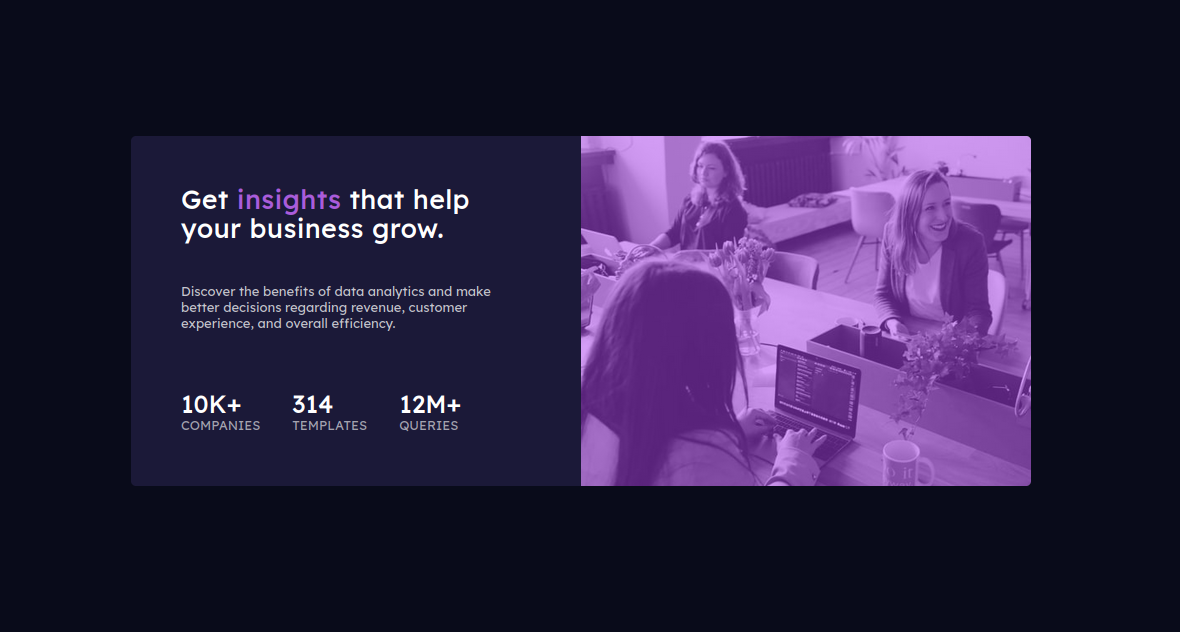 Get insights that help
your business grow.
Discover the benefits of data analytics and make
better decisions regarding revenue, customer
experience, and overall efficiency.
10K+ 314 12M+
COMPANIES TEMPLATES QUERIES